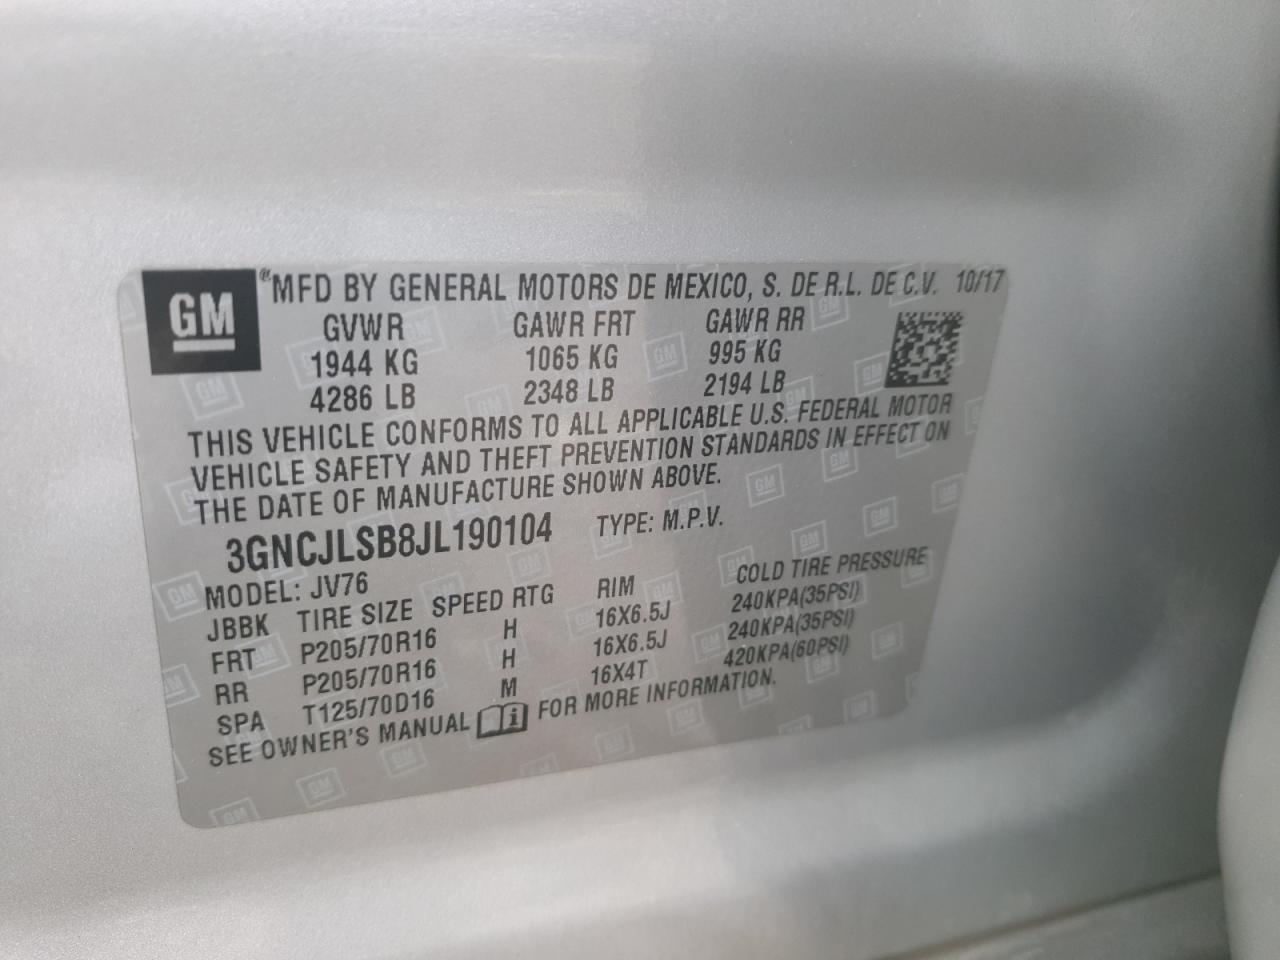 GM
®MFD BY GENERAL MOTORS DE MEXICO, S. DE R.L. DE C.V. 10/17
GVWR GAWR FRT GAWR RR
1944 KG 1065 KG 995 KG
4286 LB 2348 LB 2194 LB
THIS VEHICLE CONFORMS TO ALL APPLICABLE U.S. FEDERAL MOTOR
VEHICLE SAFETY AND THEFT PREVENTION STANDARDS IN EFFECT ON
THE DATE OF MANUFACTURE SHOWN ABOVE.
3GNCJLSB8JL190104 TYPE: M.P.V.
MODEL: JV76
JBBK TIRE SIZE SPEED RTG RIM COLD TIRE PRESSURE
FRT P205/70R16 H 16X6.5J 240KPA(35PSI)
RR P205/70R16 H 16X6.5J 240KPA(35PSI)
SPA T125/70D16 M 16X4T 420KPA(60PSI)
SEE OWNER'S MANUAL i FOR MORE INFORMATION.